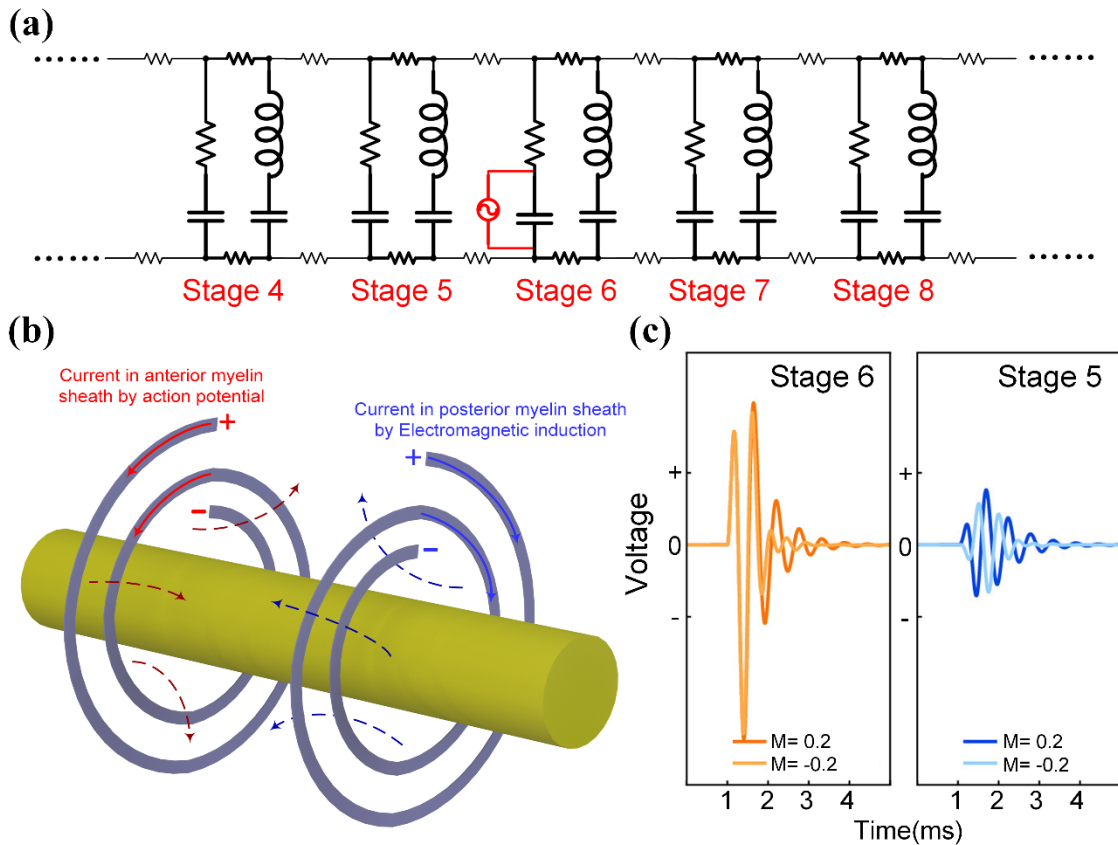 (a)
Stage 4
Stage 5
Stage 6
Stage 7
Stage 8
(b)
Current in anterior myelin
sheath by action potential
+
-
Current in posterior myelin sheath
by Electromagnetic induction
+
-
(c)
Stage 6
Stage 5
Voltage
+
0
-
+
0
-
M= 0.2
M= -0.2
M= 0.2
M= -0.2
1 2 3 4
1 2 3 4
Time(ms)